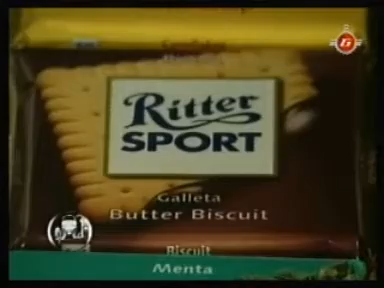 Ritter
SPORT
Galleta
Butter Biscuit
Biscuit
Menta